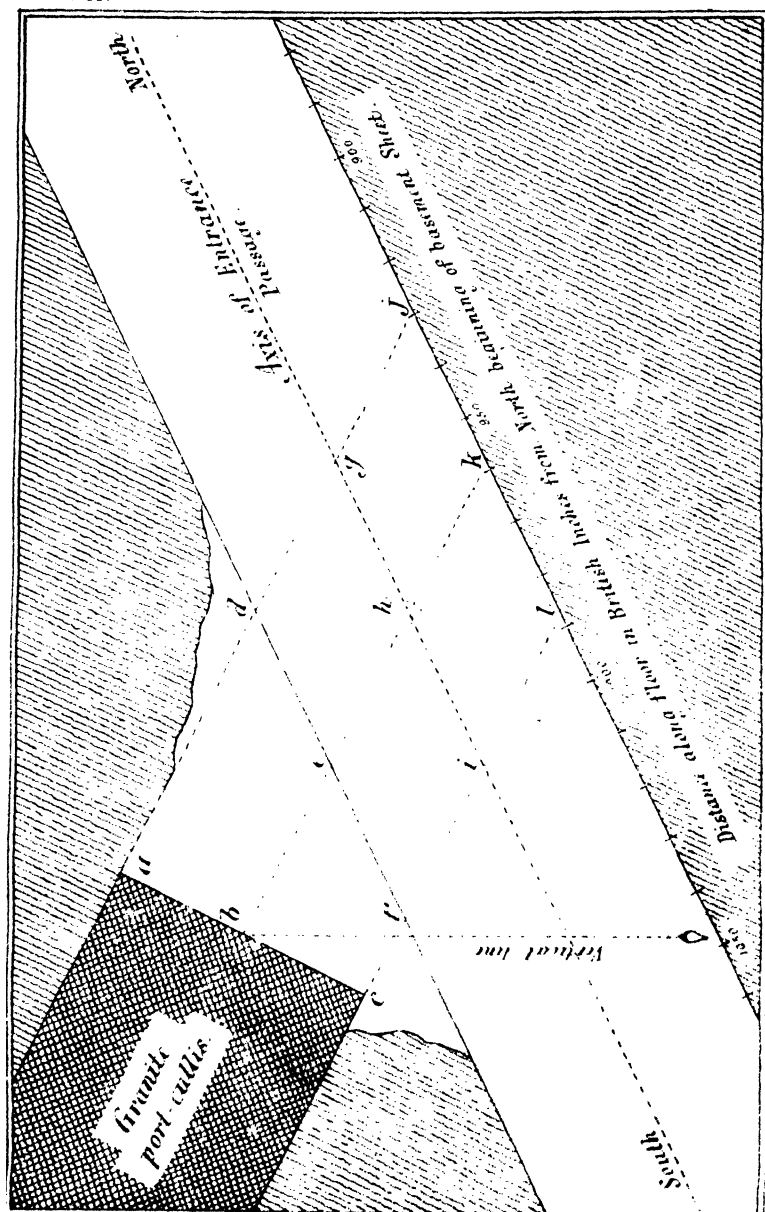 North
Axis of Entrance
Passage.
900
Distance along floor in British Inches from North beginning of basement Sheet.
J
950
y
k
d
h
l
i
a
b
c
Vertical line
1050
Granite
port-cullis.
South